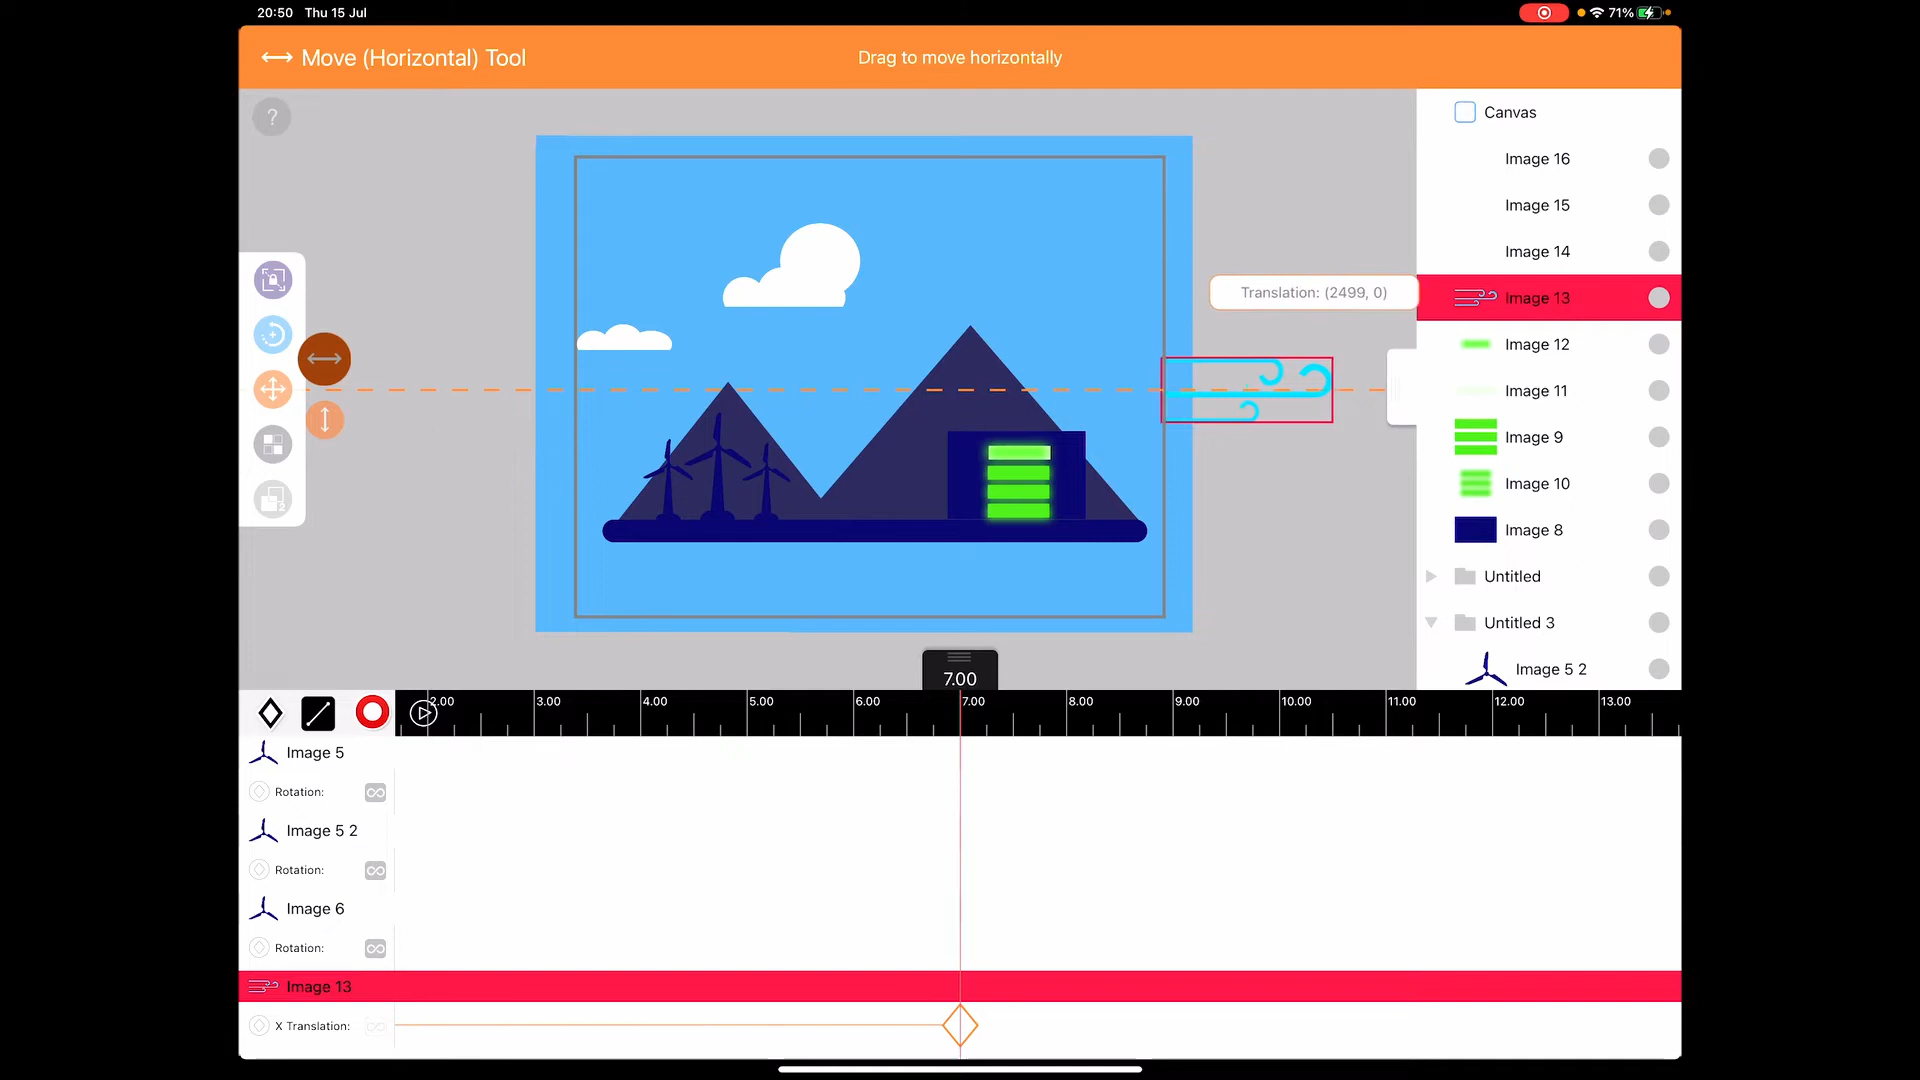 20:50 Thu 15 Jul
71%
Move (Horizontal) Tool
Drag to move horizontally
?
Canvas
Image 16
Image 15
Image 14
Translation: (2499, 0)
Image 13
Image 12
Image 11
Image 9
Image 10
Image 8
Untitled
Untitled 3
Image 5 2
2
7.00
2.00 3.00 4.00 5.00 6.00 7.00 8.00 9.00 10.00 11.00 12.00 13.00
Image 5
Rotation:
Image 5 2
Rotation:
Image 6
Rotation:
Image 13
X Translation: